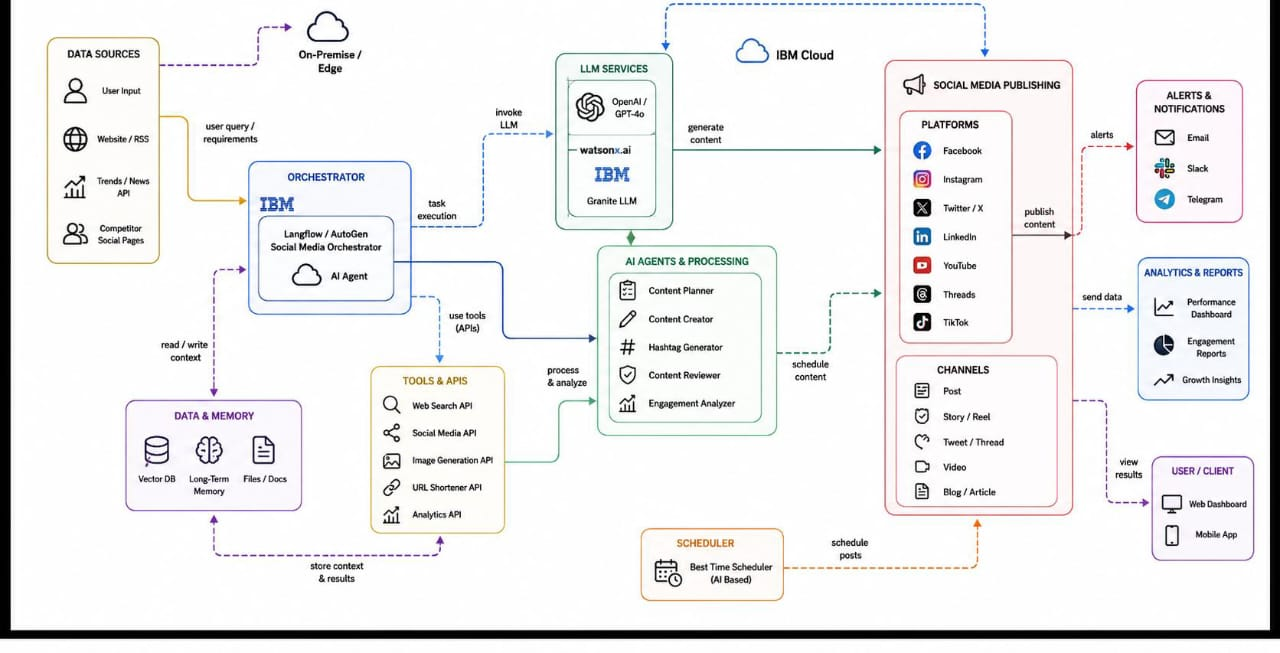 DATA SOURCES
User Input
Website / RSS
Trends / News
API
Competitor
Social Pages
On-Premise /
Edge
user query /
requirements
ORCHESTRATOR
IBM
Langflow / AutoGen
Social Media Orchestrator
AI Agent
task
execution
invoke
LLM
use tools
(APIs)
read / write
context
DATA & MEMORY
Vector DB
Long-Term
Memory
Files / Docs
store context
& results
TOOLS & APIS
Web Search API
Social Media API
Image Generation API
URL Shortener API
Analytics API
process
& analyze
LLM SERVICES
OpenAI /
GPT-4o
watsonx.ai
IBM
Granite LLM
generate
content
IBM Cloud
AI AGENTS & PROCESSING
Content Planner
Content Creator
Hashtag Generator
Content Reviewer
Engagement Analyzer
schedule
content
SCHEDULER
Best Time Scheduler
(AI Based)
schedule
posts
SOCIAL MEDIA PUBLISHING
PLATFORMS
Facebook
Instagram
Twitter / X
LinkedIn
YouTube
Threads
TikTok
CHANNELS
Post
Story / Reel
Tweet / Thread
Video
Blog / Article
publish
content
alerts
send data
view
results
ALERTS &
NOTIFICATIONS
Email
Slack
Telegram
ANALYTICS & REPORTS
Performance
Dashboard
Engagement
Reports
Growth Insights
USER / CLIENT
Web Dashboard
Mobile App